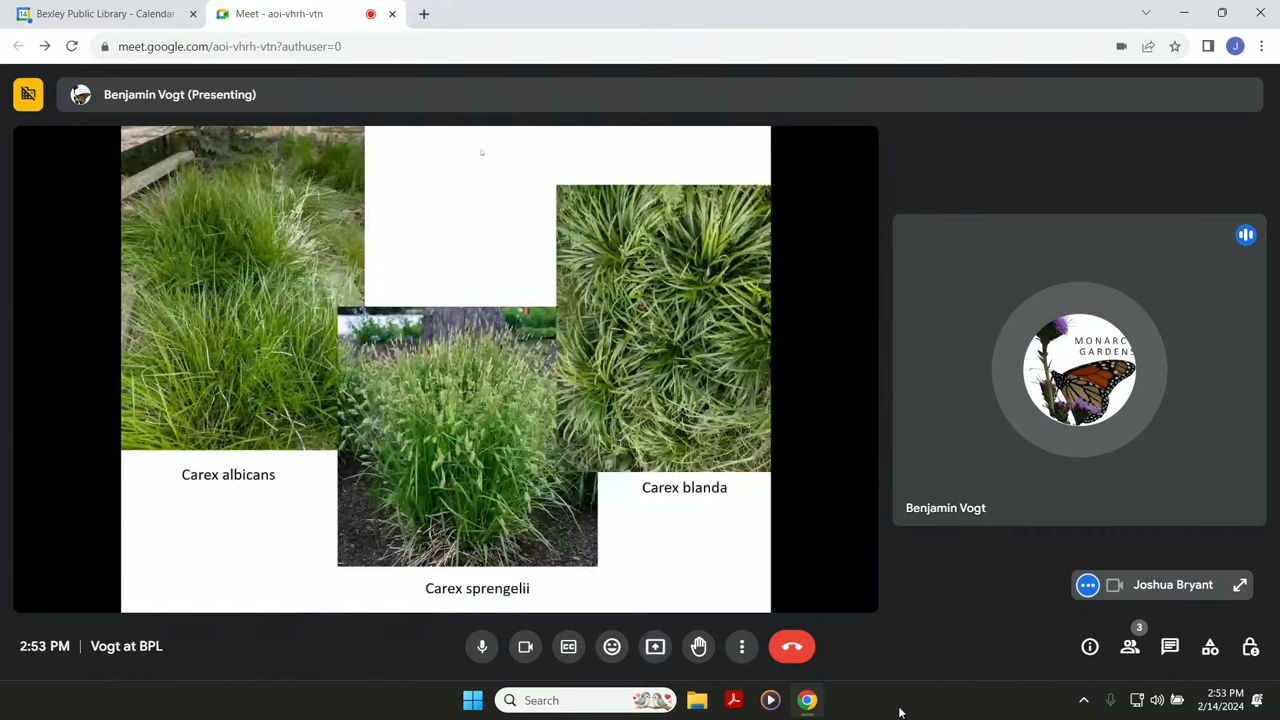 Bexley Public Library - Calendar
Meet - aoi-vhrh-vtn
meet.google.com/aoi-vhrh-vtn?authuser=0
J
Benjamin Vogt (Presenting)
Carex albicans
Carex blanda
Carex sprengelii
MONARC
GARDENS
Benjamin Vogt
Joshua Bryant
2:53 PM | Vogt at BPL
3
Search
2:53 PM
2/14/2024